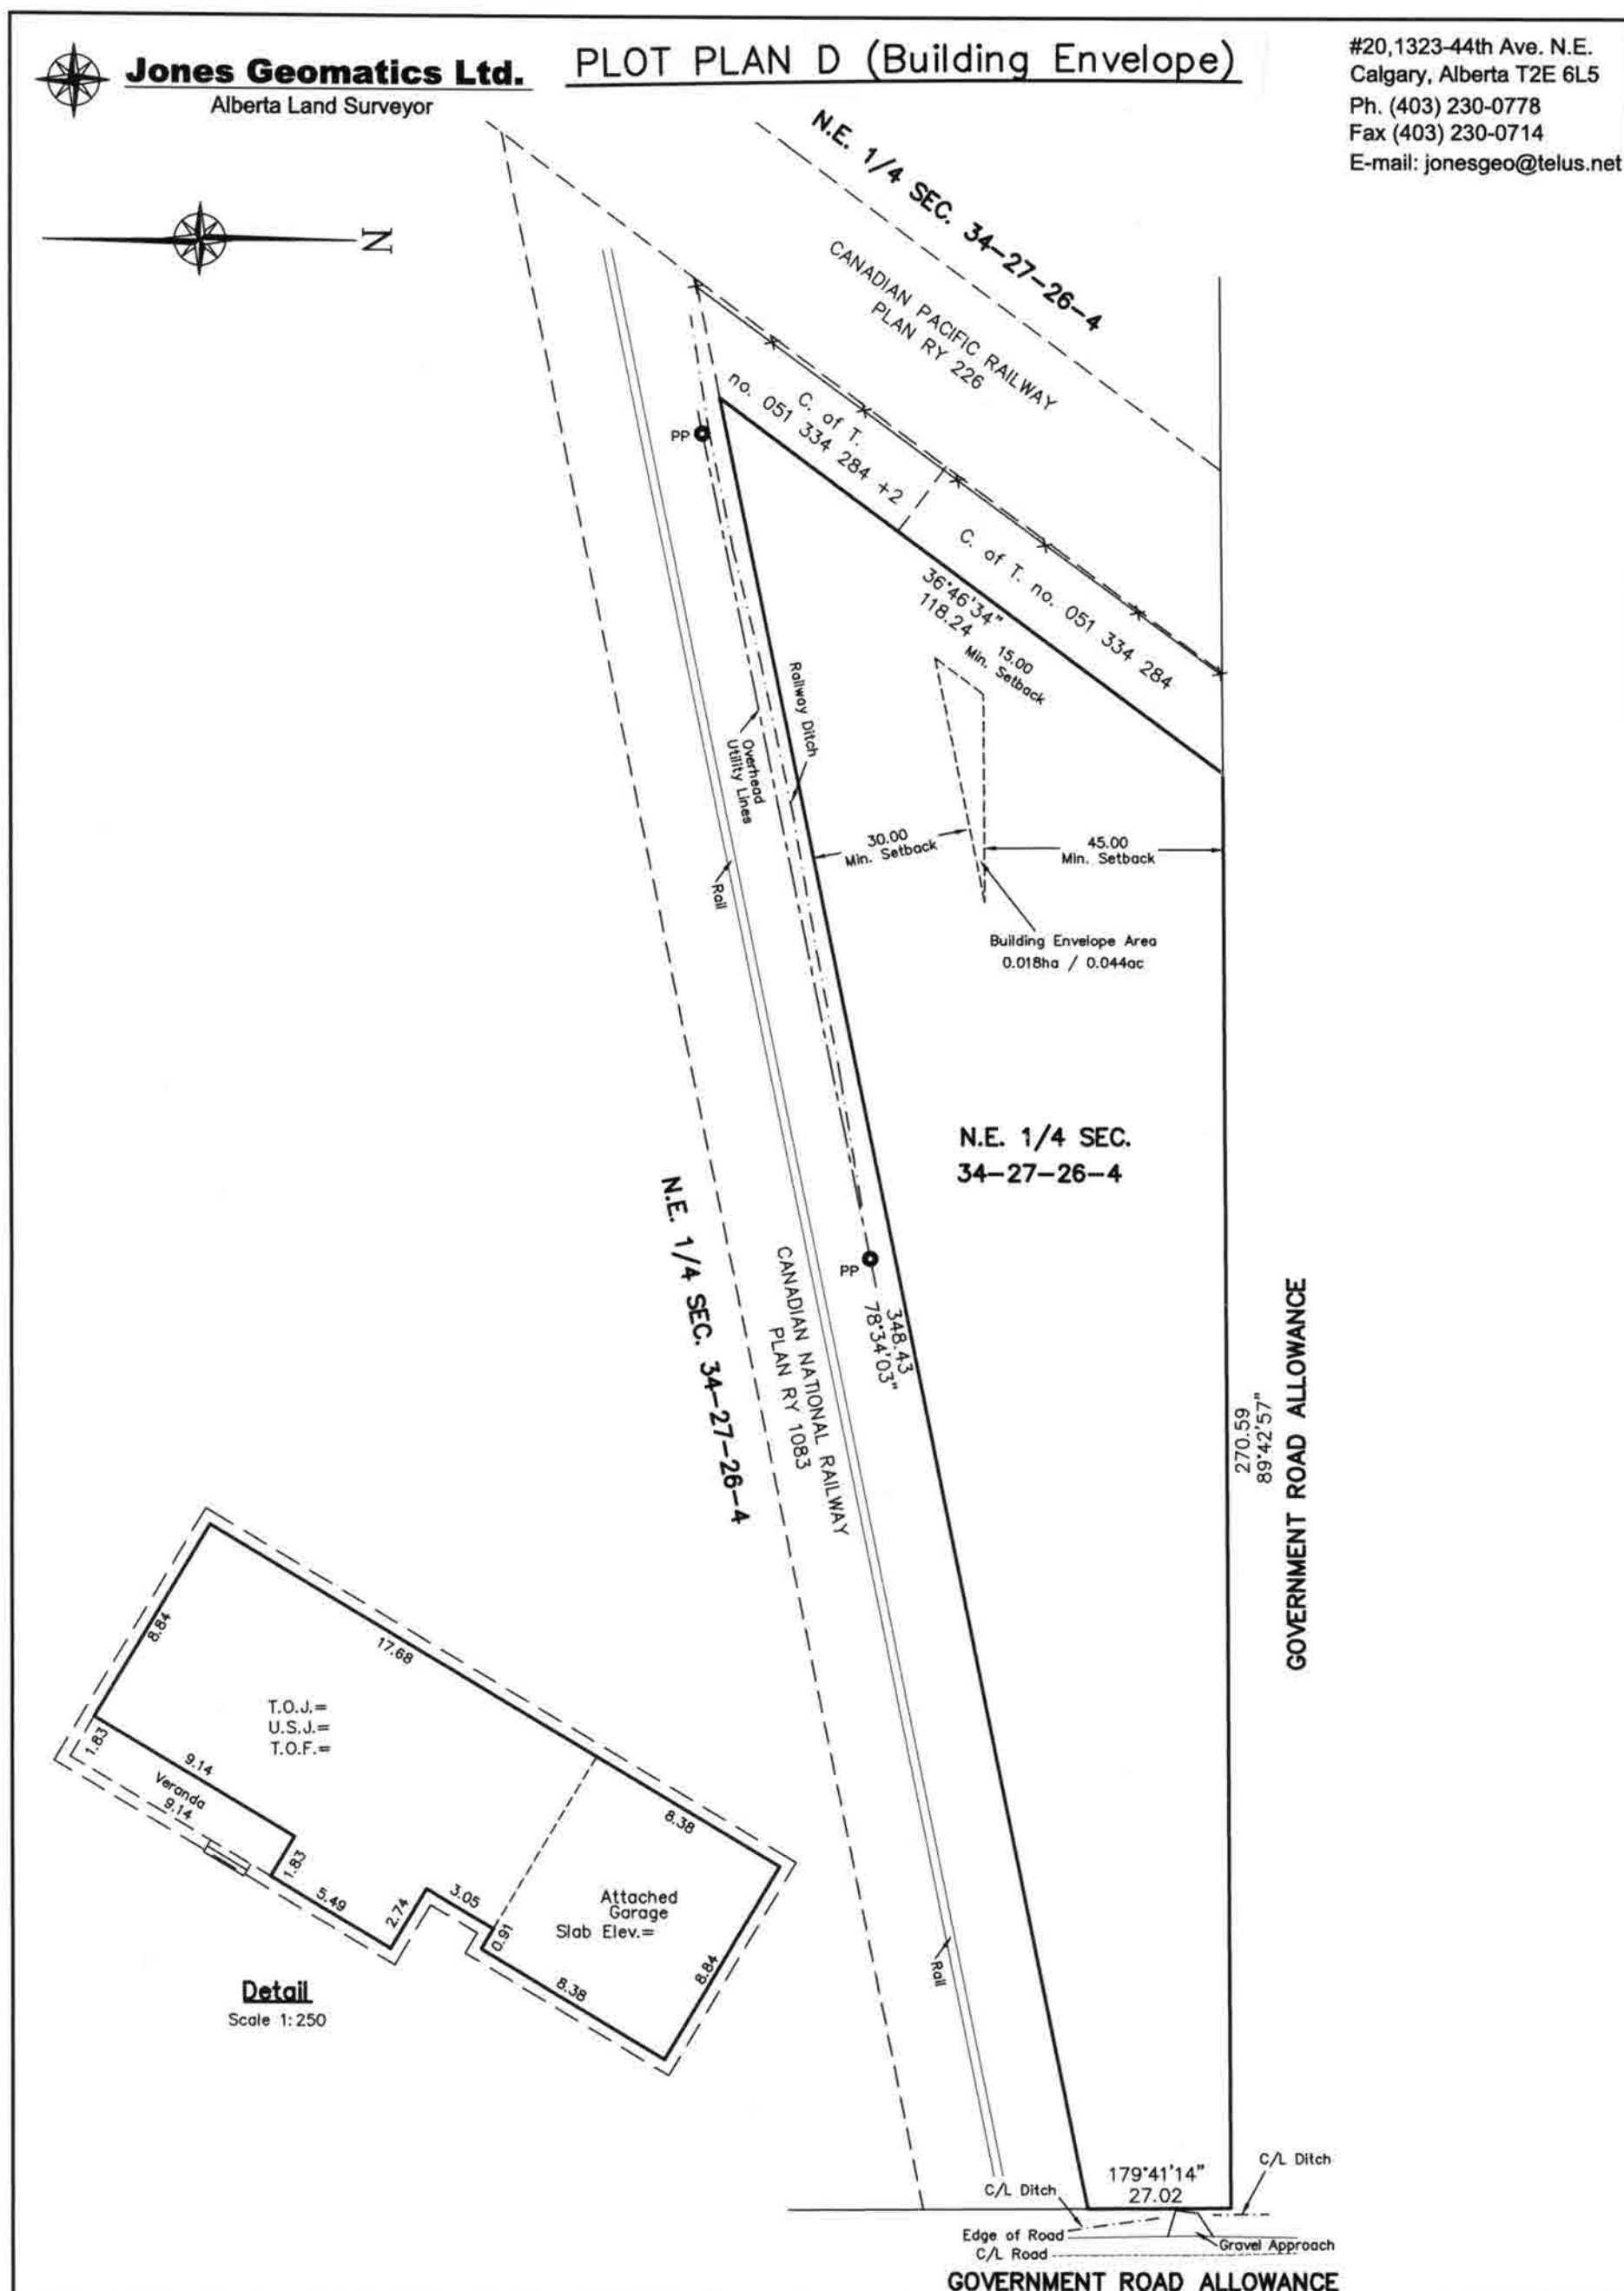 Jones Geomatics Ltd.
Alberta Land Surveyor
PLOT PLAN D (Building Envelope)
#20,1323-44th Ave. N.E.
Calgary, Alberta T2E 6L5
Ph. (403) 230-0778
Fax (403) 230-0714
E-mail: jonesgeo@telus.net
N
N.E. 1/4 SEC. 34-27-26-4
CANADIAN PACIFIC RAILWAY
PLAN RY 226
C. of T.
no. 051 334 284 +2
C. of T. no. 051 334 284
PP
36°46'34"
118.24
15.00
Min. Setback
Railway Ditch
Overhead
Utility Lines
Rail
30.00
Min. Setback
45.00
Min. Setback
Building Envelope Area
0.018ha / 0.044ac
N.E. 1/4 SEC.
34-27-26-4
N.E. 1/4 SEC. 34-27-26-4
CANADIAN NATIONAL RAILWAY
PLAN RY 1083
PP
348.43
78°34'03"
270.59
89°42'57"
GOVERNMENT ROAD ALLOWANCE
8.84
17.68
T.O.J.=
U.S.J.=
T.O.F.=
1.83
9.14
Veranda
9.14
1.83
5.49
2.74
3.05
0.91
8.38
Attached
Garage
Slab Elev.=
8.38
8.84
Detail
Scale 1:250
Rail
179°41'14"
27.02
C/L Ditch
C/L Ditch
Edge of Road
C/L Road
Gravel Approach
GOVERNMENT ROAD ALLOWANCE